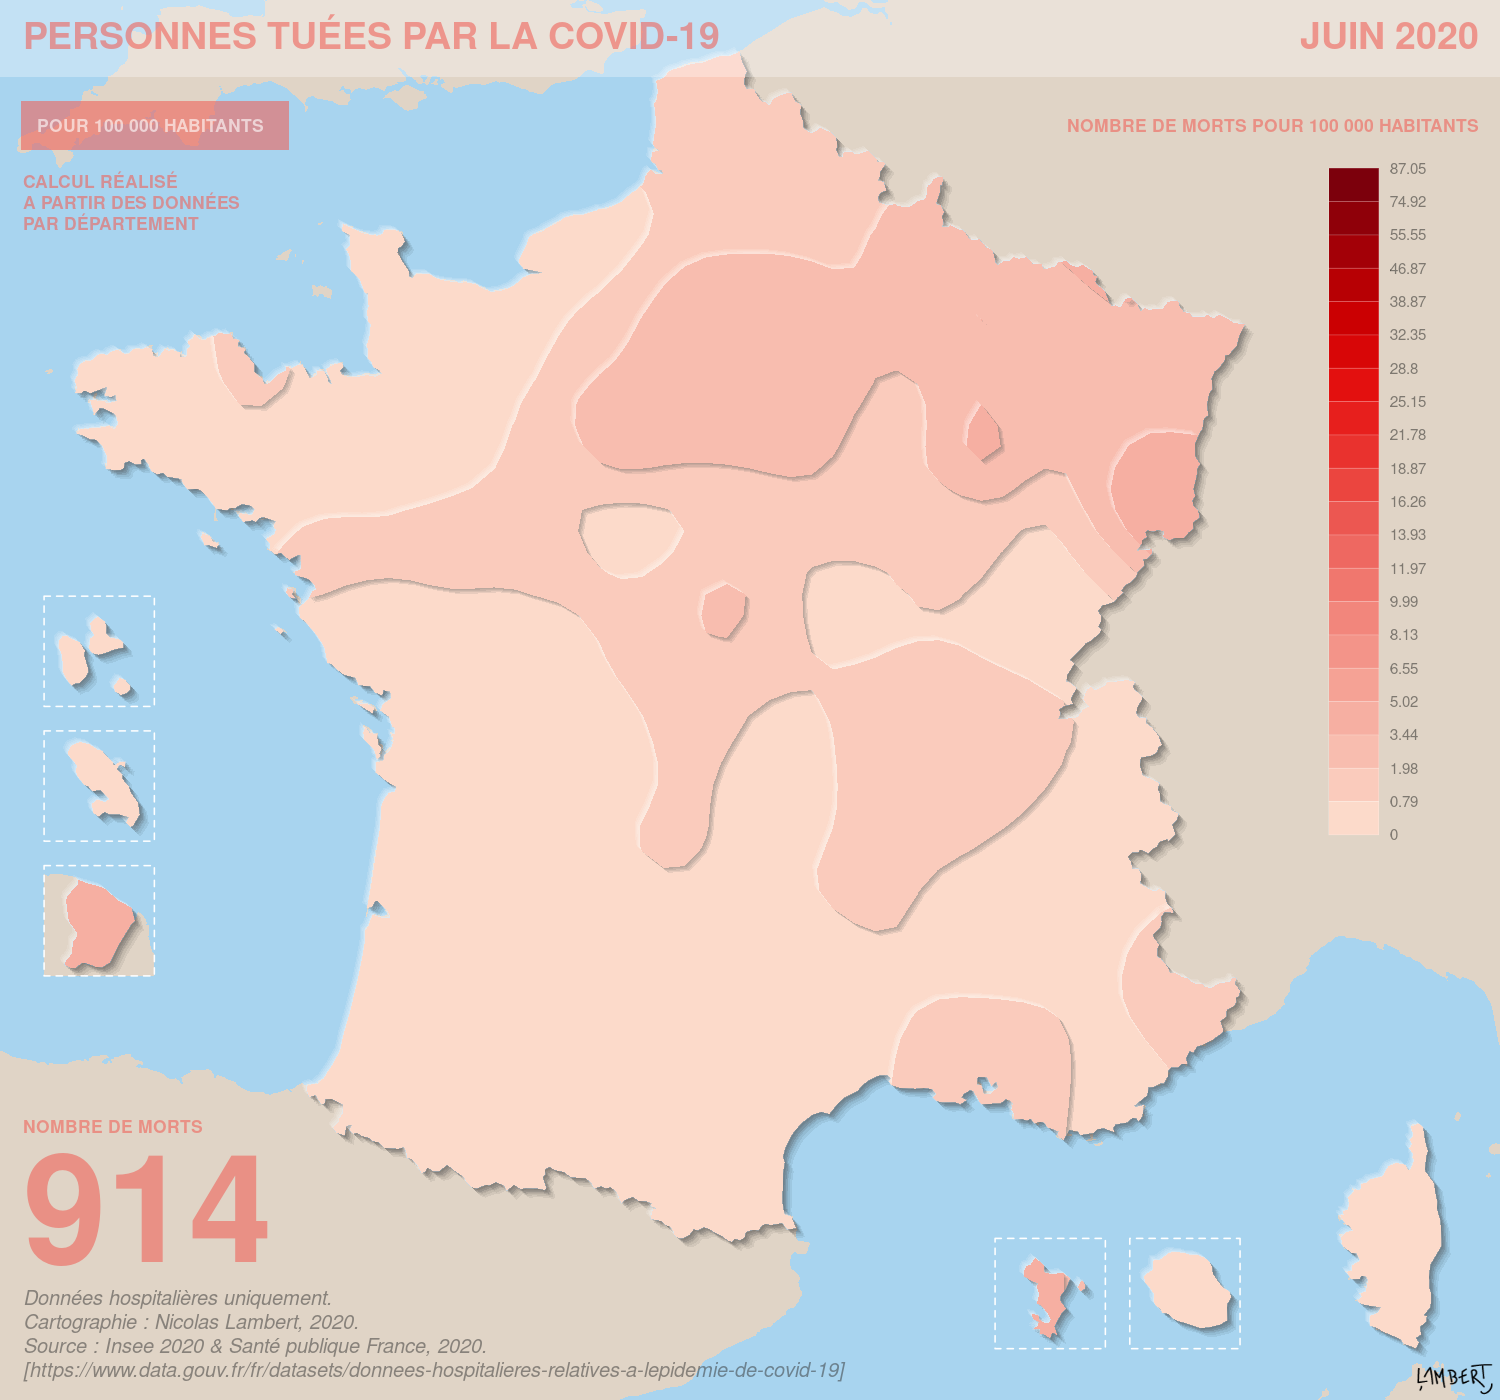 PERSONNES TUÉES PAR LA COVID-19
JUIN 2020
POUR 100 000 HABITANTS
CALCUL RÉALISÉ
A PARTIR DES DONNÉES
PAR DÉPARTEMENT
NOMBRE DE MORTS POUR 100 000 HABITANTS
87.05
74.92
55.55
46.87
38.87
32.35
28.8
25.15
21.78
18.87
16.26
13.93
11.97
9.99
8.13
6.55
5.02
3.44
1.98
0.79
0
NOMBRE DE MORTS
914
Données hospitalières uniquement.
Cartographie : Nicolas Lambert, 2020.
Source : Insee 2020 & Santé publique France, 2020.
[https://www.data.gouv.fr/fr/datasets/donnees-hospitalieres-relatives-a-lepidemie-de-covid-19]
LAMBERT